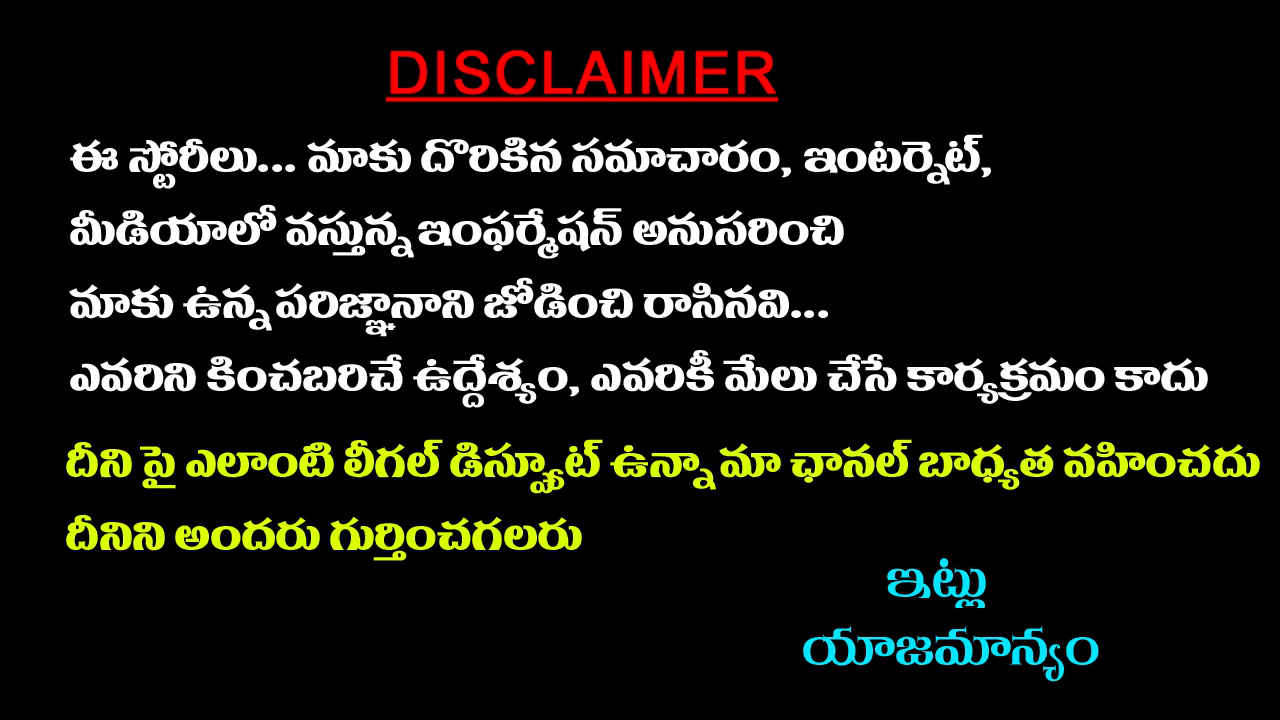 DISCLAIMER
ఈ స్టోరీలు... మాకు దొరికిన సమాచారం, ఇంటర్నెట్,
మీడియాలో వస్తున్న ఇంఫర్మేషన్ అనుసరించి
మాకు ఉన్న పరిజ్ఞానాని జోడించి రాసినవి...
ఎవరిని కించబరిచే ఉద్దేశ్యం, ఎవరికీ మేలు చేసే కార్యక్రమం కాదు
దీని పై ఎలాంటి లీగల్ డిస్ప్యూట్ ఉన్నా మా ఛానల్ బాధ్యత వహించదు
దీనిని అందరు గుర్తించగలరు
ఇట్లు
యాజమాన్యం